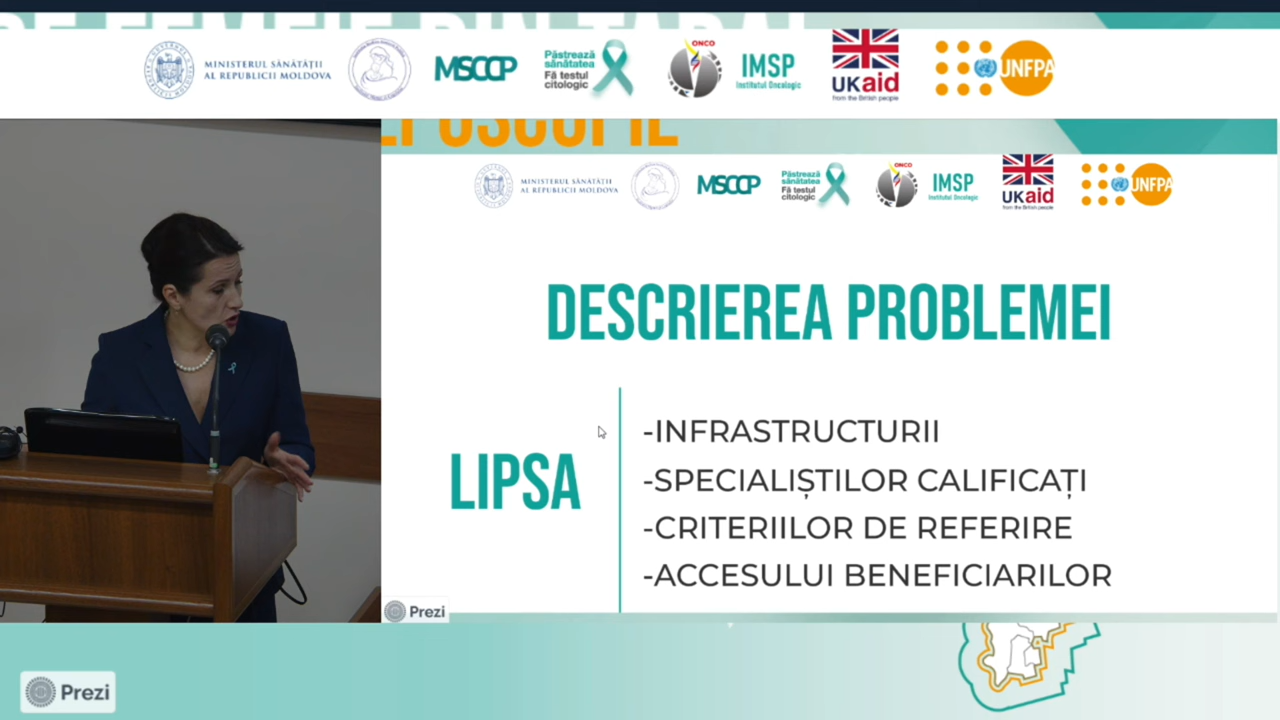 MINISTERUL SĂNĂTĂȚII
AL REPUBLICII MOLDOVA
MSCCP
Păstrează
sănătatea
Fă testul
citologic
ONCO
IMSP
Institutul Oncologic
UKaid
from the British people
UNFPA
MINISTERUL SĂNĂTĂȚII
AL REPUBLICII MOLDOVA
MSCCP
Păstrează
sănătatea
Fă testul
citologic
ONCO
IMSP
Institutul Oncologic
UKaid
from the British people
UNFPA
DESCRIEREA PROBLEMEI
LIPSA
-INFRASTRUCTURII
-SPECIALIȘTILOR CALIFICAȚI
-CRITERIILOR DE REFERIRE
-ACCESULUI BENEFICIARILOR
Prezi
Prezi